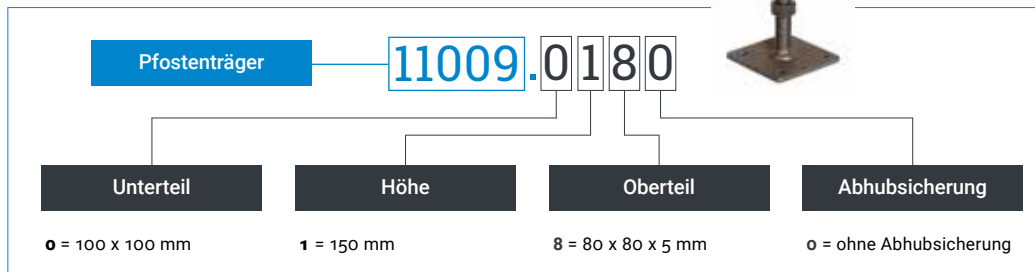 Pfostenträger 11009.0180
Unterteil Höhe Oberteil Abhubsicherung
0 = 100 x 100 mm 1 = 150 mm 8 = 80 x 80 x 5 mm 0 = ohne Abhubsicherung